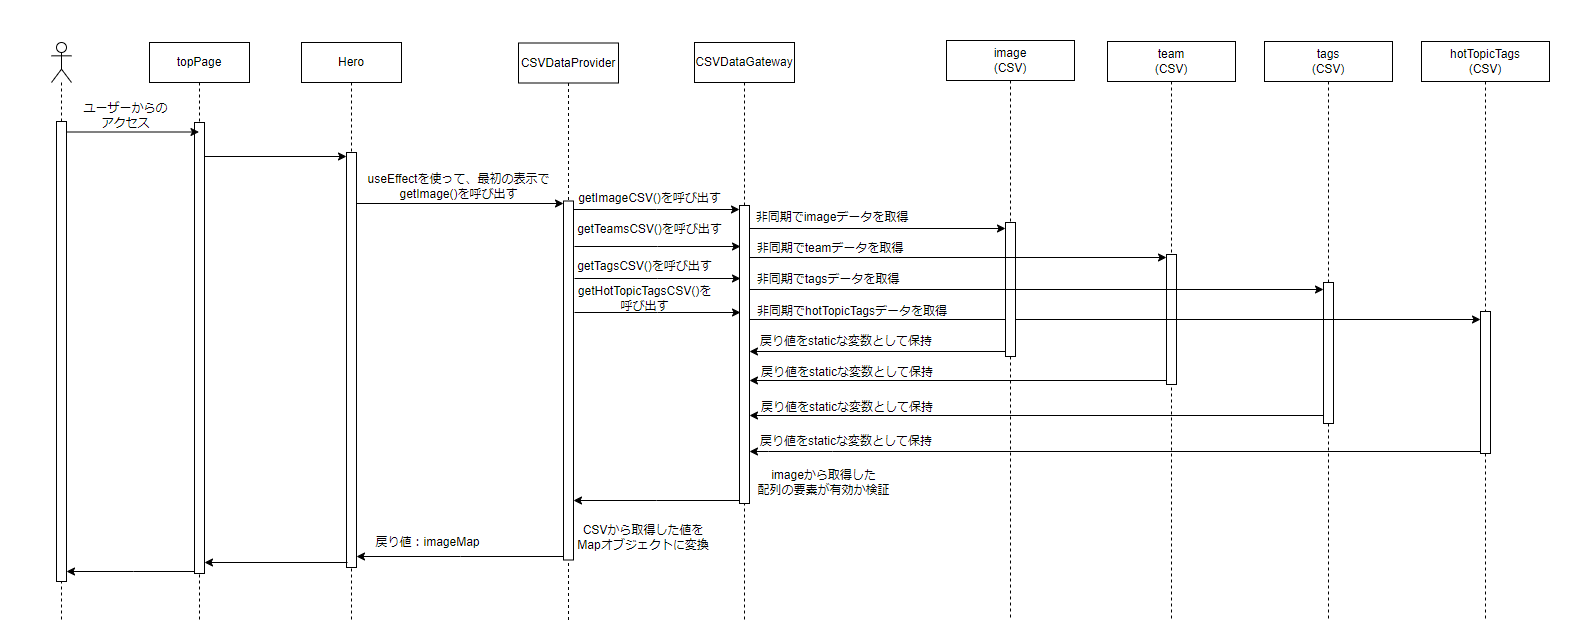 topPage
Hero
CSVDataProvider
CSVDataGateway
image
(CSV)
team
(CSV)
tags
(CSV)
hotTopicTags
(CSV)
ユーザーからの
アクセス
useEffectを使って、最初の表示で
getImage()を呼び出す
getImageCSV()を呼び出す
非同期でimageデータを取得
getTeamsCSV()を呼び出す
非同期でteamデータを取得
getTagsCSV()を呼び出す
非同期でtagsデータを取得
getHotTopicTagsCSV()を
呼び出す
非同期でhotTopicTagsデータを取得
戻り値をstaticな変数として保持
戻り値をstaticな変数として保持
戻り値をstaticな変数として保持
戻り値をstaticな変数として保持
imageから取得した
配列の要素が有効か検証
CSVから取得した値を
Mapオブジェクトに変換
戻り値：imageMap